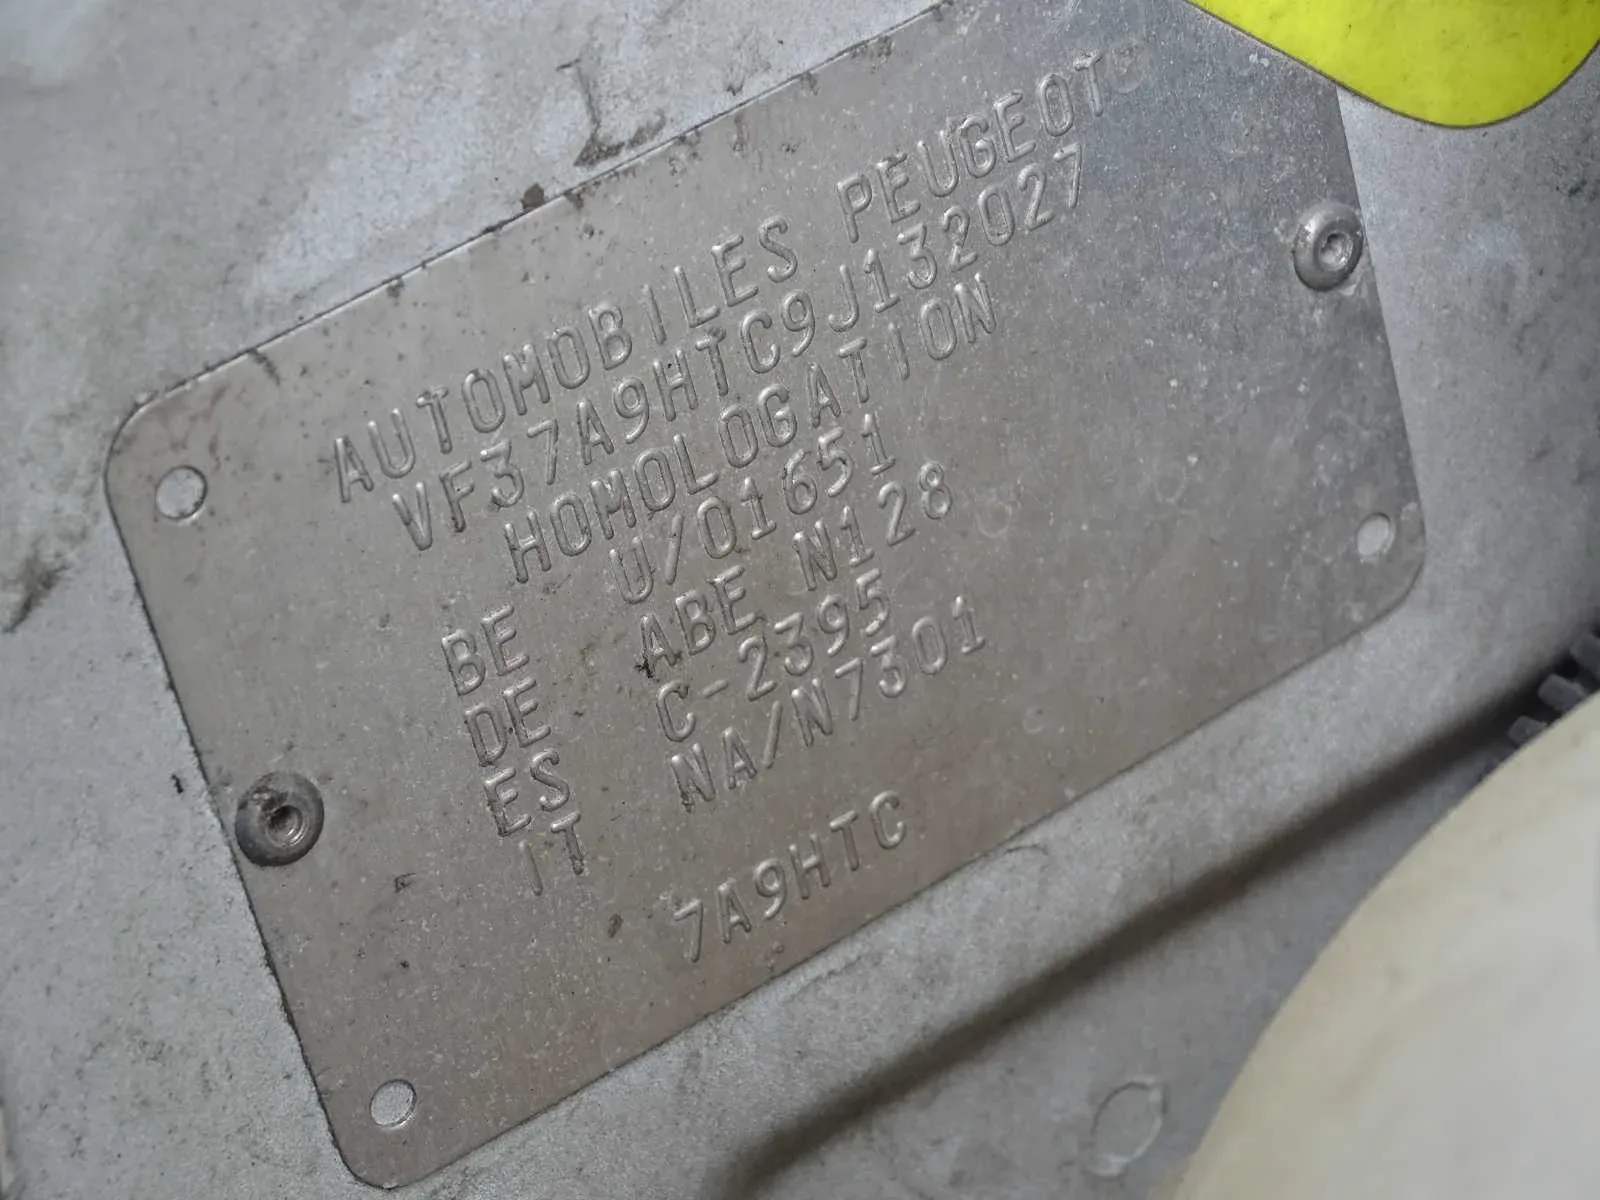 AUTOMOBILES PEUGEOT
VF37A9HTC9J132027
HOMOLOGATION
BE U/01651
DE ABE N128
ES C-2395
IT NA/N7301
7A9HTC